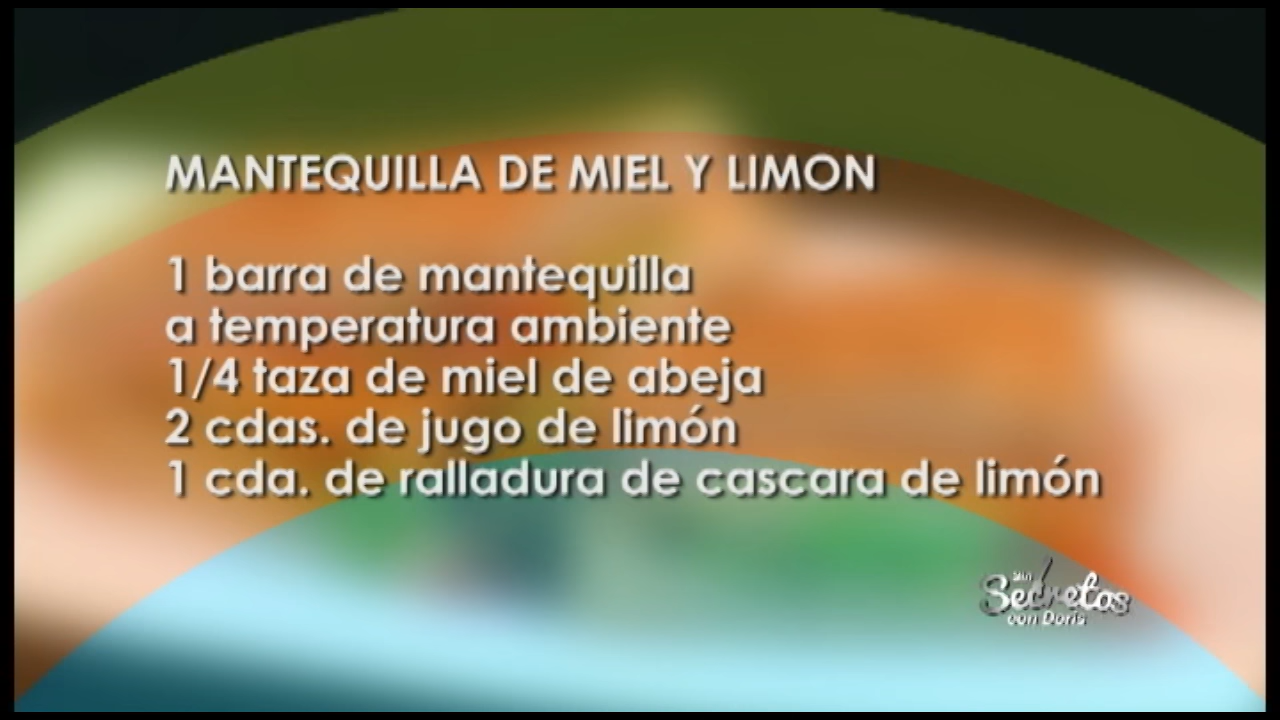 MANTEQUILLA DE MIEL Y LIMON
1 barra de mantequilla
a temperatura ambiente
1/4 taza de miel de abeja
2 cdas. de jugo de limón
1 cda. de ralladura de cascara de limón
Sin
Secretos
con Doris